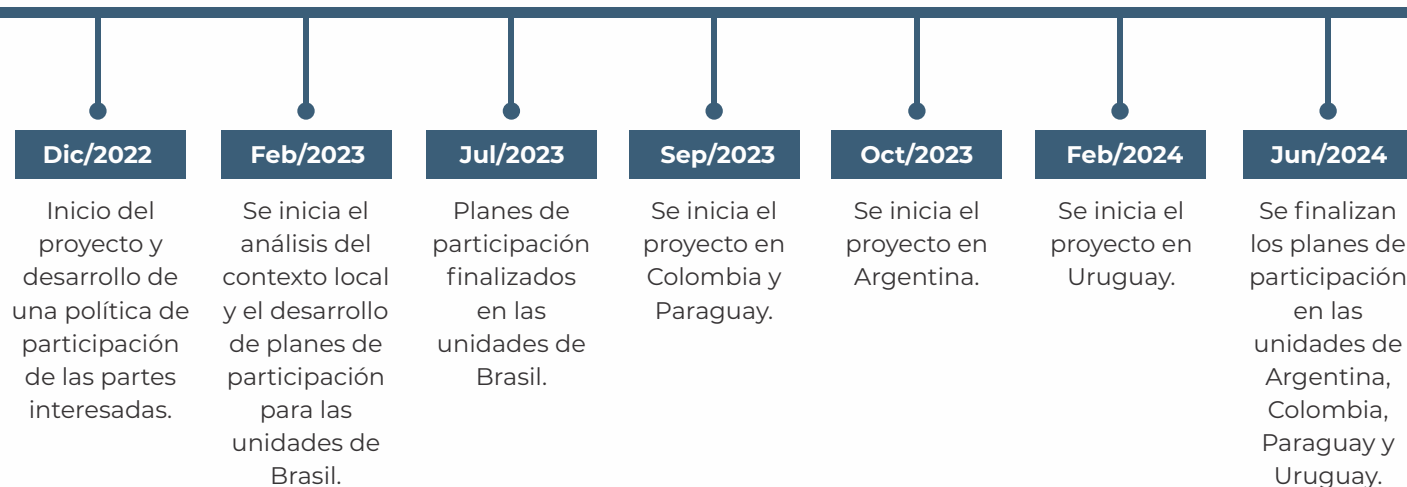 Dic/2022
Inicio del
proyecto y
desarrollo de
una política de
participación
de las partes
interesadas.
Feb/2023
Se inicia el
análisis del
contexto local
y el desarrollo
de planes de
participación
para las
unidades de
Brasil.
Jul/2023
Planes de
participación
finalizados
en las
unidades de
Brasil.
Sep/2023
Se inicia el
proyecto en
Colombia y
Paraguay.
Oct/2023
Se inicia el
proyecto en
Argentina.
Feb/2024
Se inicia el
proyecto en
Uruguay.
Jun/2024
Se finalizan
los planes de
participación
en las
unidades de
Argentina,
Colombia,
Paraguay y
Uruguay.